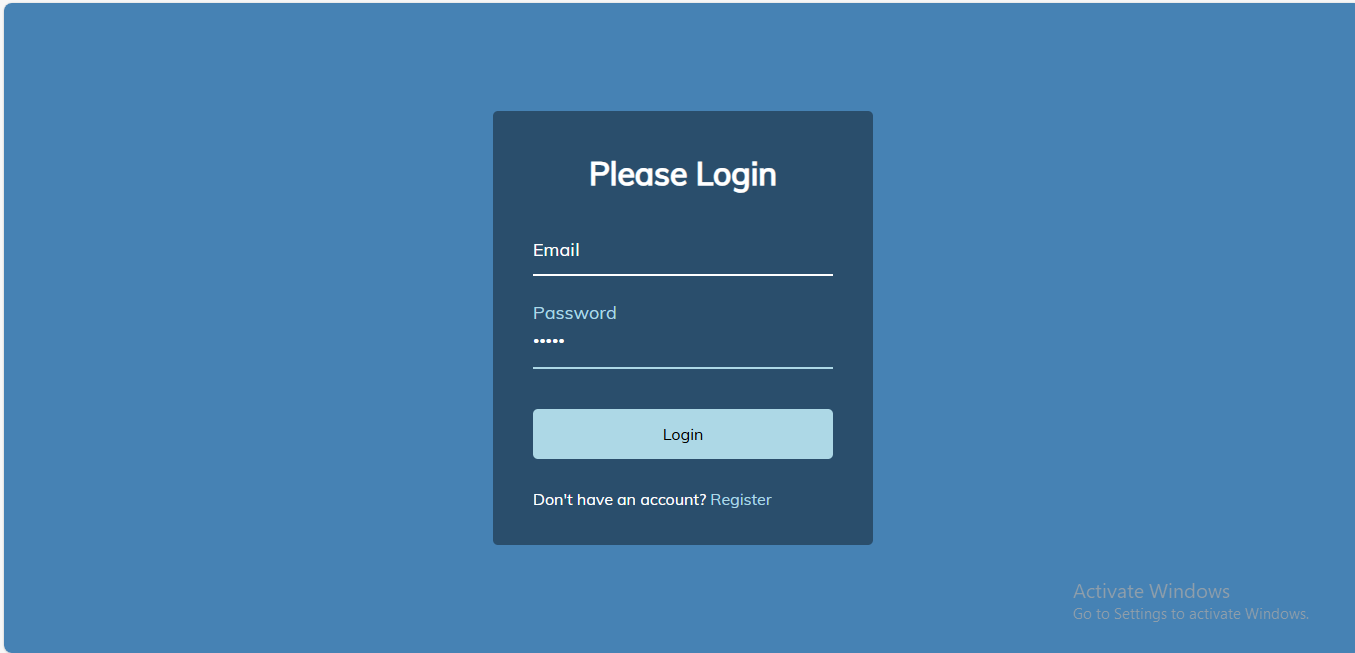 Please Login
Email
Password
•••••
Login
Don't have an account? Register
Activate Windows
Go to Settings to activate Windows.